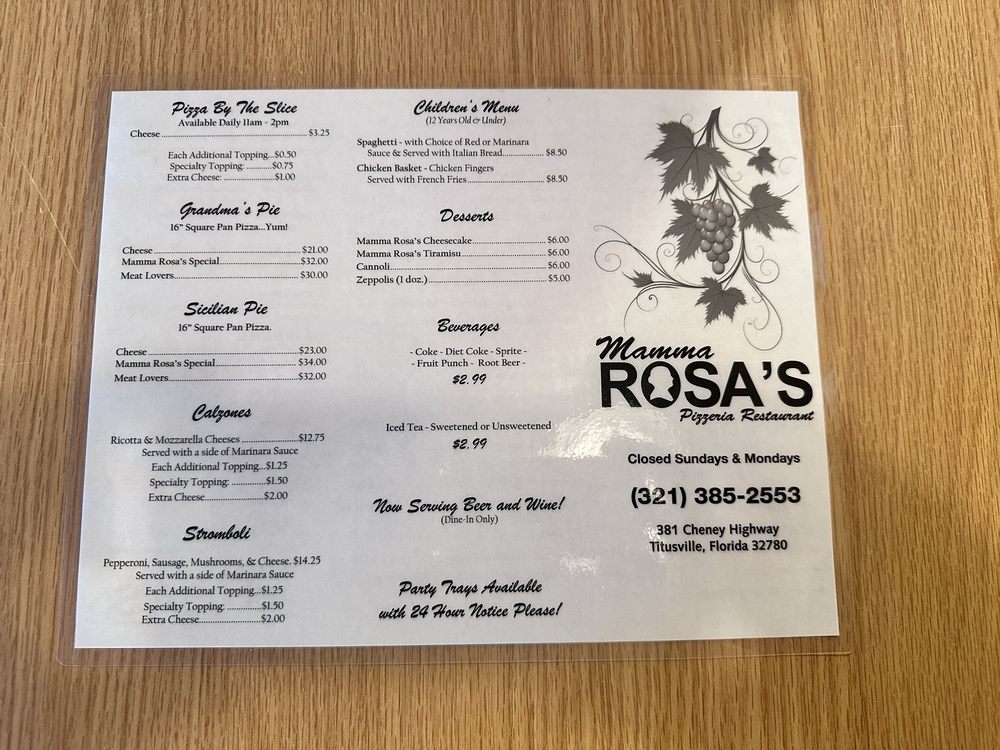 Pizza By The Slice
Available Daily 11am - 2pm
Cheese ........ $3.25
Each Additional Topping...$0.50
Specialty Topping: .........$0.75
Extra Cheese: ........$1.00
Grandma's Pie
16" Square Pan Pizza...Yum!
Cheese ........ $21.00
Mamma Rosa's Special........ $32.00
Meat Lovers........ $30.00
Sicilian Pie
16" Square Pan Pizza.
Cheese ........$23.00
Mamma Rosa's Special........$34.00
Meat Lovers........$32.00
Calzones
Ricotta & Mozzarella Cheeses ........$12.75
Served with a side of Marinara Sauce
Each Additional Topping...$1.25
Specialty Topping: ........$1.50
Extra Cheese........$2.00
Stromboli
Pepperoni, Sausage, Mushrooms, & Cheese. $14.25
Served with a side of Marinara Sauce
Each Additional Topping...$1.25
Specialty Topping: ........$1.50
Extra Cheese........$2.00
Children's Menu
(12 Years Old & Under)
Spaghetti - with Choice of Red or Marinara
Sauce & Served with Italian Bread........ $8.50
Chicken Basket - Chicken Fingers
Served with French Fries........ $8.50
Desserts
Mamma Rosa's Cheesecake........ $6.00
Mamma Rosa's Tiramisu........ $6.00
Cannoli........ $6.00
Zeppolis (1 doz.)........ $5.00
Beverages
- Coke - Diet Coke - Sprite -
- Fruit Punch - Root Beer -
$2.99
Iced Tea - Sweetened or Unsweetened
$2.99
Now Serving Beer and Wine!
(Dine-In Only)
Party Trays Available
with 24 Hour Notice Please!
Mamma
ROSA'S
Pizzeria Restaurant
Closed Sundays & Mondays
(321) 385-2553
381 Cheney Highway
Titusville, Florida 32780